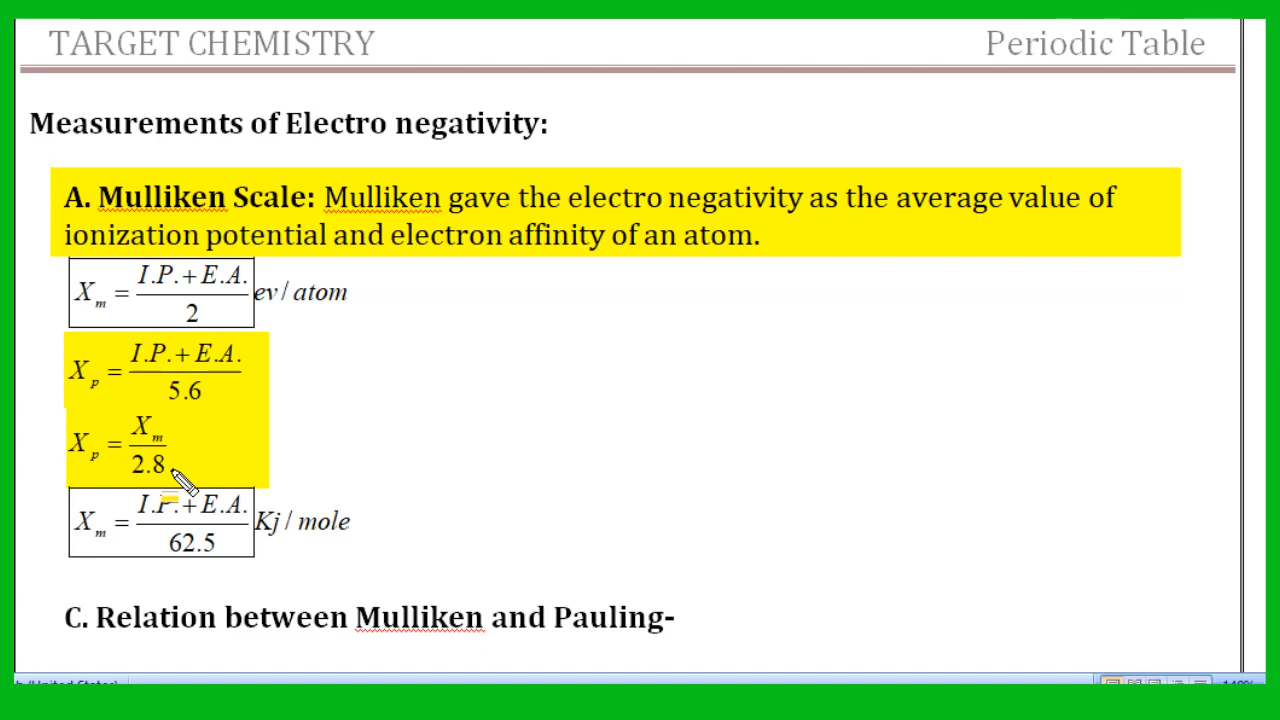 TARGET CHEMISTRY Periodic Table
Measurements of Electro negativity:
A. Mulliken Scale: Mulliken gave the electro negativity as the average value of
ionization potential and electron affinity of an atom.
X_m = (I.P.+E.A.)/2 ev/atom
X_p = (I.P.+E.A.)/5.6
X_p = X_m/2.8
X_m = (I.P.+E.A.)/62.5 Kj/mole
C. Relation between Mulliken and Pauling-